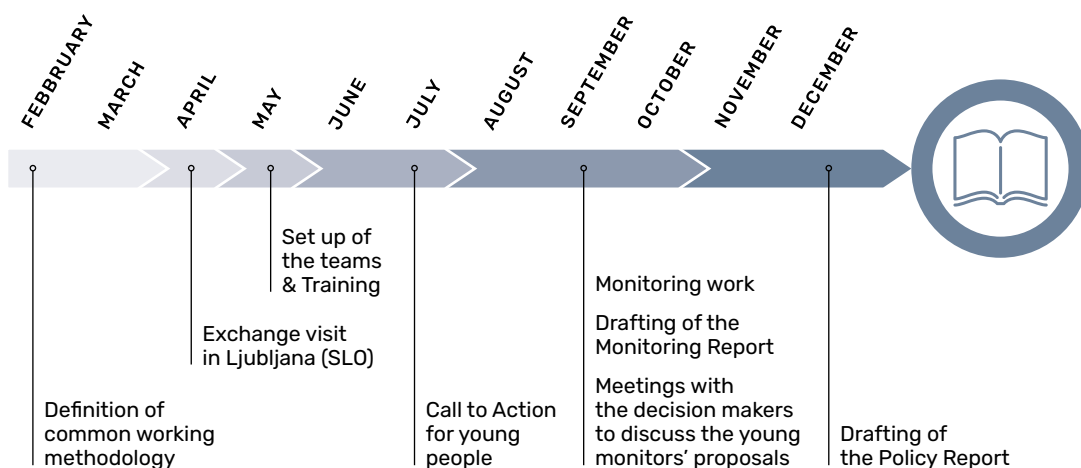 FEBBRUARY
MARCH
APRIL
MAY
JUNE
JULY
AUGUST
SEPTEMBER
OCTOBER
NOVEMBER
DECEMBER
Set up of
the teams
& Training
Exchange visit
in Ljubljana (SLO)
Definition of
common working
methodology
Call to Action
for young
people
Monitoring work
Drafting of the
Monitoring Report
Meetings with
the decision makers
to discuss the young
monitors’ proposals
Drafting of
the Policy Report